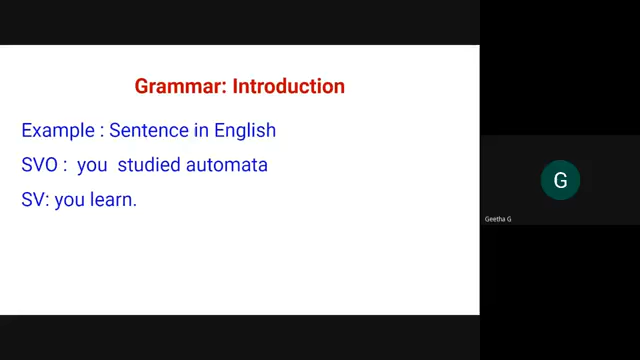 Grammar: Introduction
Example : Sentence in English
SVO : you studied automata
SV: you learn.
G
Geetha G